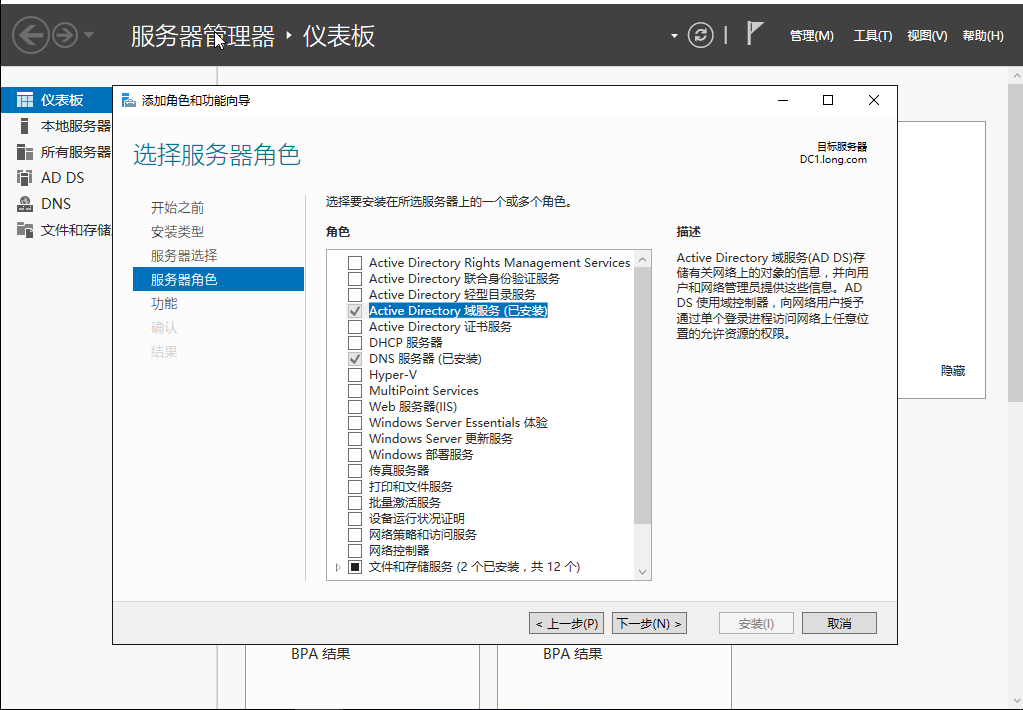 服务器管理器 ‣ 仪表板
管理(M) 工具(T) 视图(V) 帮助(H)
仪表板
本地服务器
所有服务器
AD DS
DNS
文件和存储
添加角色和功能向导
选择服务器角色
目标服务器
DC1.long.com
开始之前
安装类型
服务器选择
服务器角色
功能
确认
结果
选择要安装在所选服务器上的一个或多个角色。
角色
Active Directory Rights Management Services
Active Directory 联合身份验证服务
Active Directory 轻型目录服务
Active Directory 域服务 (已安装)
Active Directory 证书服务
DHCP 服务器
DNS 服务器 (已安装)
Hyper-V
MultiPoint Services
Web 服务器(IIS)
Windows Server Essentials 体验
Windows Server 更新服务
Windows 部署服务
传真服务器
打印和文件服务
批量激活服务
设备运行状况证明
网络策略和访问服务
网络控制器
文件和存储服务 (2 个已安装，共 12 个)
描述
Active Directory 域服务(AD DS)存
储有关网络上的对象的信息，并向用
户和网络管理员提供这些信息。AD
DS 使用域控制器，向网络用户授予
通过单个登录进程访问网络上任意位
置的允许资源的权限。
隐藏
< 上一步(P) 下一步(N) > 安装(I) 取消
BPA 结果 BPA 结果